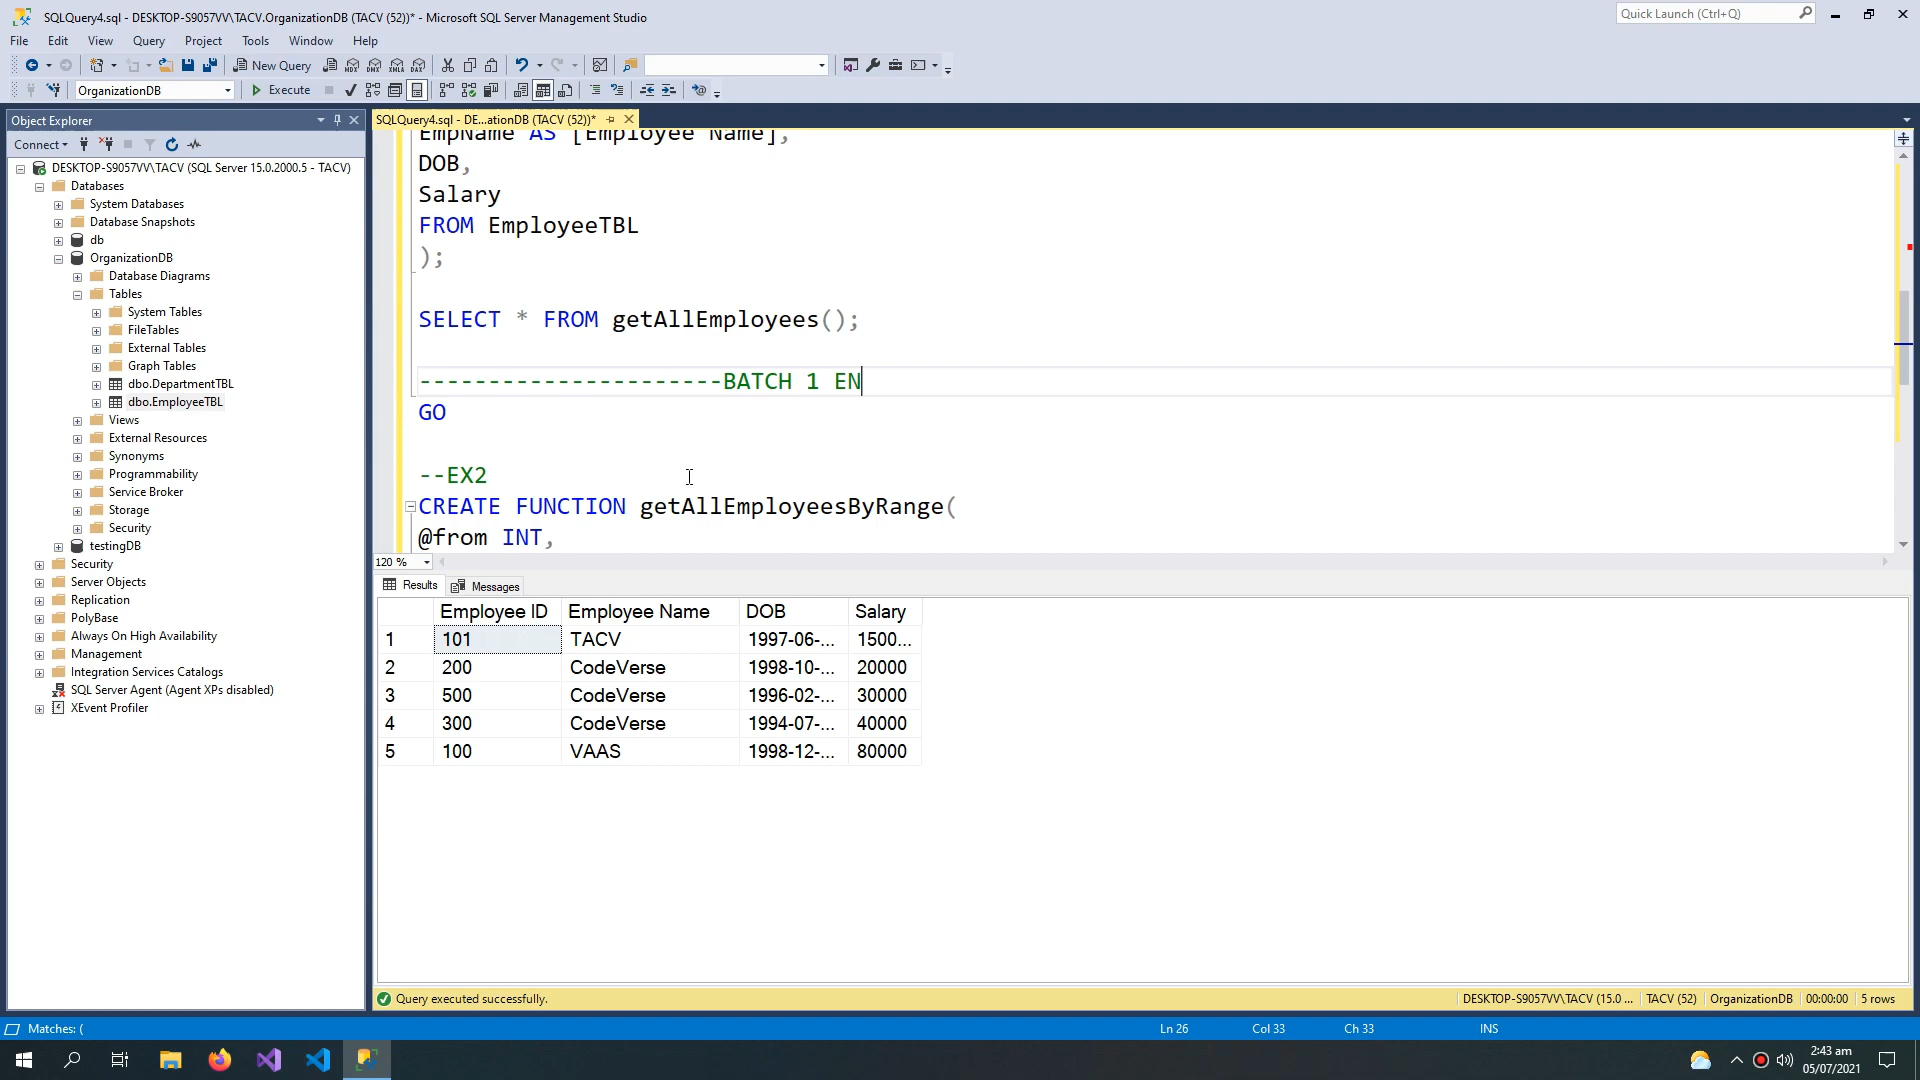 SQLQuery4.sql - DESKTOP-S9057VV\TACV.OrganizationDB (TACV (52))* - Microsoft SQL Server Management Studio
Quick Launch (Ctrl+Q)
File Edit View Query Project Tools Window Help
New Query
MDX DMX XMLA DAX
OrganizationDB
Execute
Object Explorer
Connect
DESKTOP-S9057VV\TACV (SQL Server 15.0.2000.5 - TACV)
Databases
System Databases
Database Snapshots
db
OrganizationDB
Database Diagrams
Tables
System Tables
FileTables
External Tables
Graph Tables
dbo.DepartmentTBL
dbo.EmployeeTBL
Views
External Resources
Synonyms
Programmability
Service Broker
Storage
Security
testingDB
Security
Server Objects
Replication
PolyBase
Always On High Availability
Management
Integration Services Catalogs
SQL Server Agent (Agent XPs disabled)
XEvent Profiler
SQLQuery4.sql - DE...ationDB (TACV (52))*
EmpName AS [Employee Name],
DOB,
Salary
FROM EmployeeTBL
);
SELECT * FROM getAllEmployees();
----------------------BATCH 1 EN
GO
--EX2
CREATE FUNCTION getAllEmployeesByRange(
@from INT,
120 %
Results Messages
Employee ID Employee Name DOB Salary
1 101 TACV 1997-06-... 1500...
2 200 CodeVerse 1998-10-... 20000
3 500 CodeVerse 1996-02-... 30000
4 300 CodeVerse 1994-07-... 40000
5 100 VAAS 1998-12-... 80000
Query executed successfully.
DESKTOP-S9057VV\TACV (15.0 ... TACV (52) OrganizationDB 00:00:00 5 rows
Matches: (
Ln 26 Col 33 Ch 33 INS
2:43 am
05/07/2021